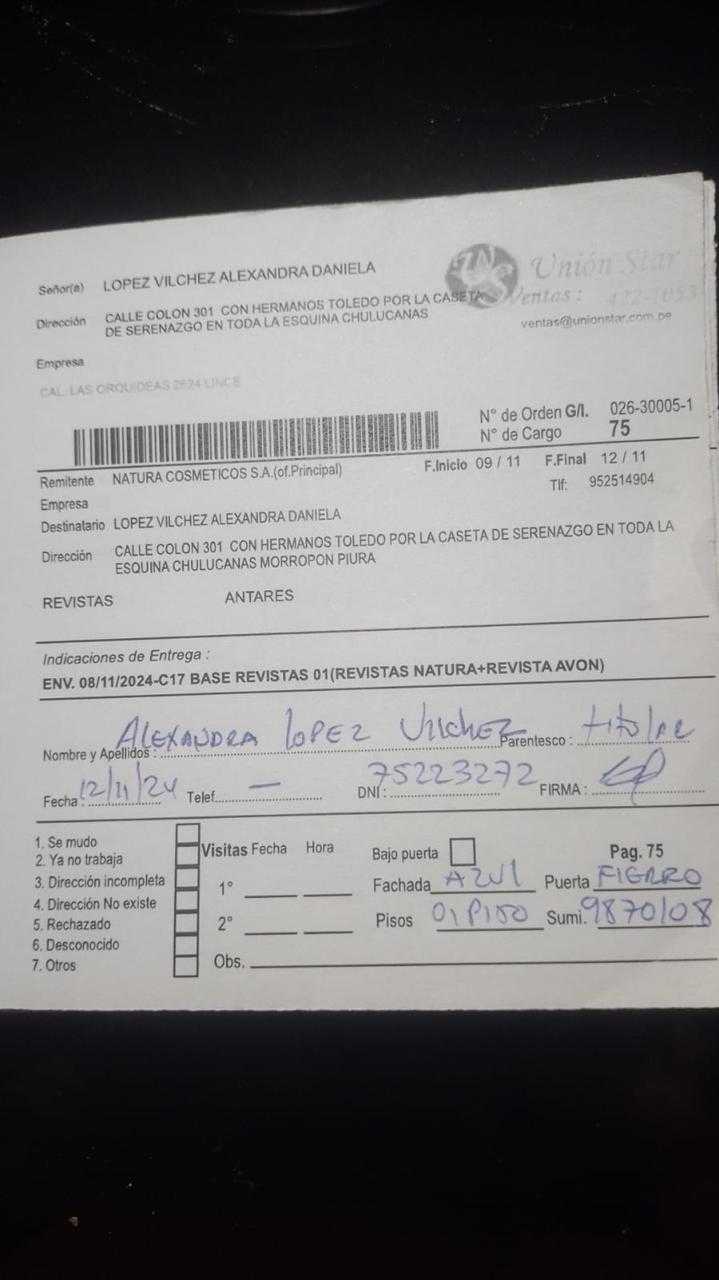 Señor(a) LOPEZ VILCHEZ ALEXANDRA DANIELA
Unión Star
Dirección CALLE COLON 301 CON HERMANOS TOLEDO POR LA CASETA
DE SERENAZGO EN TODA LA ESQUINA CHULUCANAS
Ventas :
ventas@unionstar.com.pe
Empresa
CAL. LAS ORQUIDEAS 2624 LINCE
N° de Orden G/I. 026-30005-1
N° de Cargo 75
Remitente NATURA COSMETICOS S.A.(of.Principal) F.Inicio 09 / 11 F.Final 12 / 11
Empresa Tlf: 952514904
Destinatario LOPEZ VILCHEZ ALEXANDRA DANIELA
Dirección CALLE COLON 301 CON HERMANOS TOLEDO POR LA CASETA DE SERENAZGO EN TODA LA
ESQUINA CHULUCANAS MORROPON PIURA
REVISTAS ANTARES
Indicaciones de Entrega :
ENV. 08/11/2024-C17 BASE REVISTAS 01(REVISTAS NATURA+REVISTA AVON)
Nombre y Apellidos : ALEXANDRA LOPEZ VILCHEZ Parentesco : titular
Fecha : 12/11/24 Telef. — DNI : 75223272 FIRMA :
1. Se mudo
2. Ya no trabaja
3. Dirección incompleta
4. Dirección No existe
5. Rechazado
6. Desconocido
7. Otros
Visitas Fecha Hora
1°
2°
Obs.
Bajo puerta Pag. 75
Fachada AZUl Puerta FIERRO
Pisos 01 PISO Sumi. 9870108